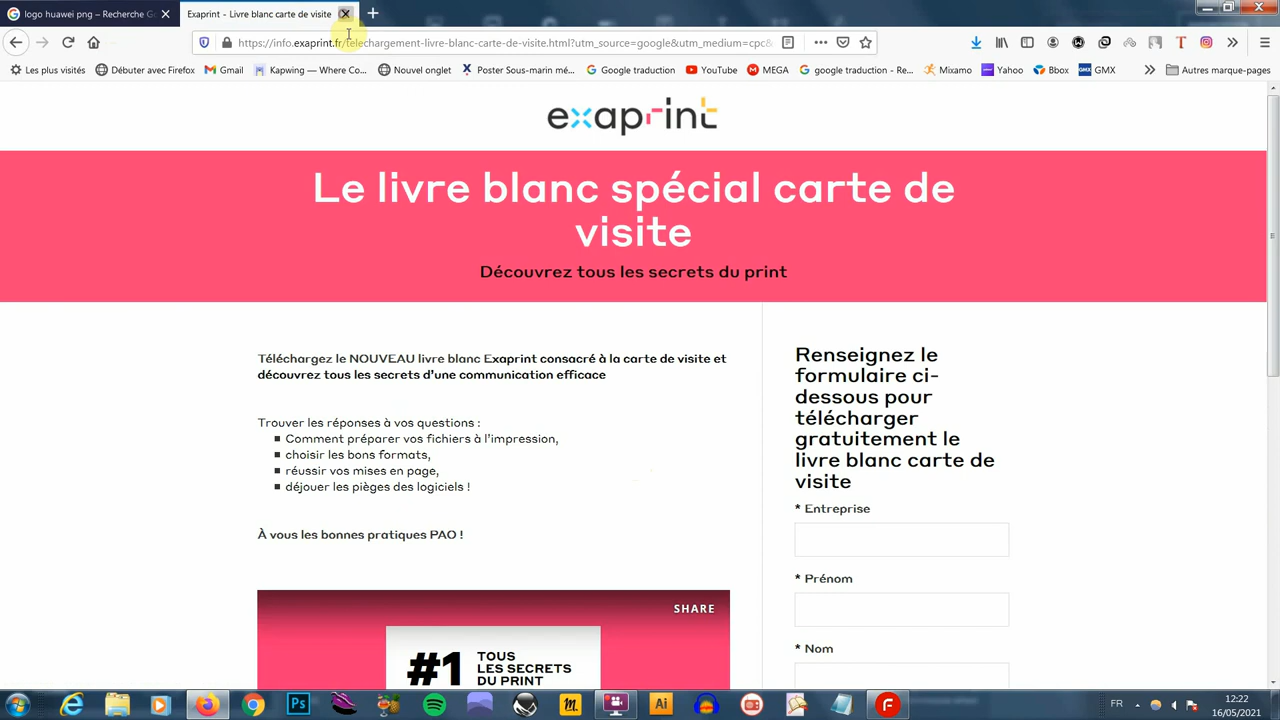 logo huawei png – Recherche G
Exaprint - Livre blanc carte de visite
https://info.exaprint.fr/telechargement-livre-blanc-carte-de-visite.html?utm_source=google&utm_medium=cpc&
Les plus visités
Débuter avec Firefox
Gmail
Kapwing — Where Co...
Nouvel onglet
Poster Sous-marin mé...
Google traduction
YouTube
MEGA
google traduction - Re...
Mixamo
Yahoo
Bbox
GMX
Autres marque-pages
exaprint
Le livre blanc spécial carte de
visite
Découvrez tous les secrets du print
Téléchargez le NOUVEAU livre blanc Exaprint consacré à la carte de visite et
découvrez tous les secrets d'une communication efficace
Trouver les réponses à vos questions :
Comment préparer vos fichiers à l'impression,
choisir les bons formats,
réussir vos mises en page,
déjouer les pièges des logiciels !
À vous les bonnes pratiques PAO !
SHARE
#1 TOUS
LES SECRETS
DU PRINT
Renseignez le
formulaire ci-
dessous pour
télécharger
gratuitement le
livre blanc carte de
visite
* Entreprise
* Prénom
* Nom
FR
12:22
16/05/2021